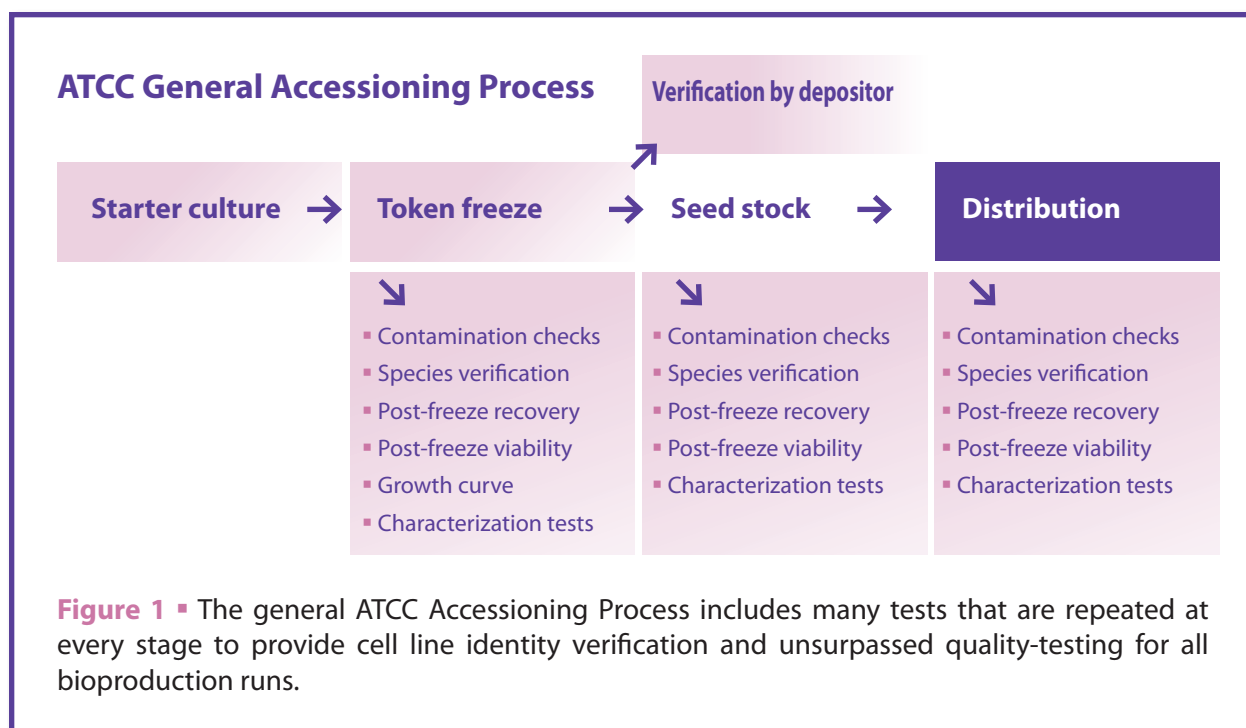 ATCC General Accessioning Process
Verification by depositor
Starter culture → Token freeze → Seed stock → Distribution
▪ Contamination checks
▪ Species verification
▪ Post-freeze recovery
▪ Post-freeze viability
▪ Growth curve
▪ Characterization tests
▪ Contamination checks
▪ Species verification
▪ Post-freeze recovery
▪ Post-freeze viability
▪ Characterization tests
▪ Contamination checks
▪ Species verification
▪ Post-freeze recovery
▪ Post-freeze viability
▪ Characterization tests
Figure 1 ▪ The general ATCC Accessioning Process includes many tests that are repeated at
every stage to provide cell line identity verification and unsurpassed quality-testing for all
bioproduction runs.